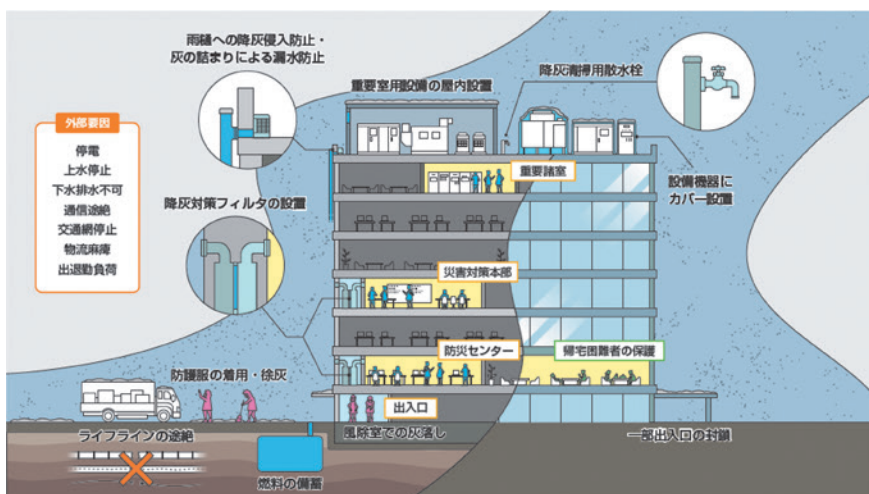 雨樋への降灰侵入防止・
灰の詰まりによる漏水防止
重要室用設備の屋内設置
降灰清掃用散水栓
外部要因
停電
上水停止
下水排水不可
通信途絶
交通網停止
物流麻痺
出退勤負荷
重要諸室
設備機器に
カバー設置
降灰対策フィルタの設置
災害対策本部
防災センター
帰宅困難者の保護
防護服の着用・徐灰
出入口
ライフラインの途絶
風除室での灰落し
一部出入口の封鎖
燃料の備蓄